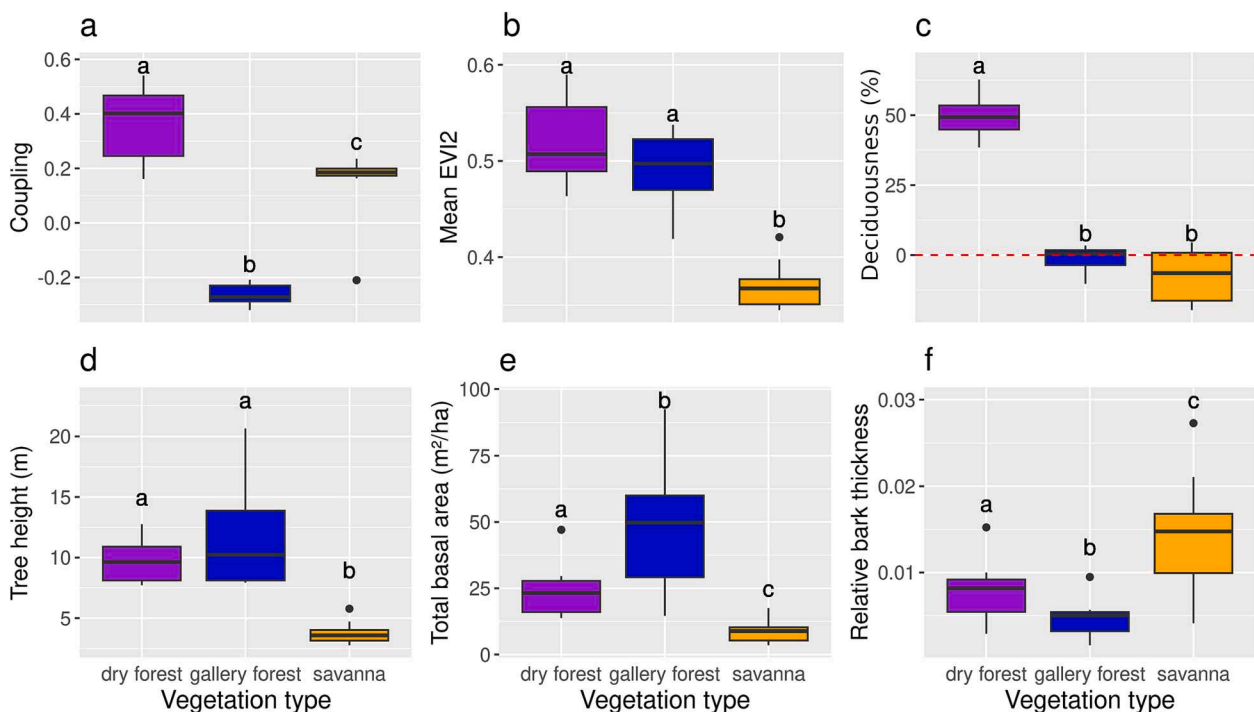 a
Coupling
0.6
0.4
0.2
0.0
-0.2
a
b
c
b
Mean EVI2
0.6
0.5
0.4
a
a
b
c
Deciduousness (%)
50
25
0
a
b
b
d
Tree height (m)
20
15
10
5
a
a
b
dry forest gallery forest savanna
Vegetation type
e
Total basal area (m²/ha)
100
75
50
25
0
a
b
c
dry forest gallery forest savanna
Vegetation type
f
Relative bark thickness
0.03
0.02
0.01
a
b
c
dry forest gallery forest savanna
Vegetation type